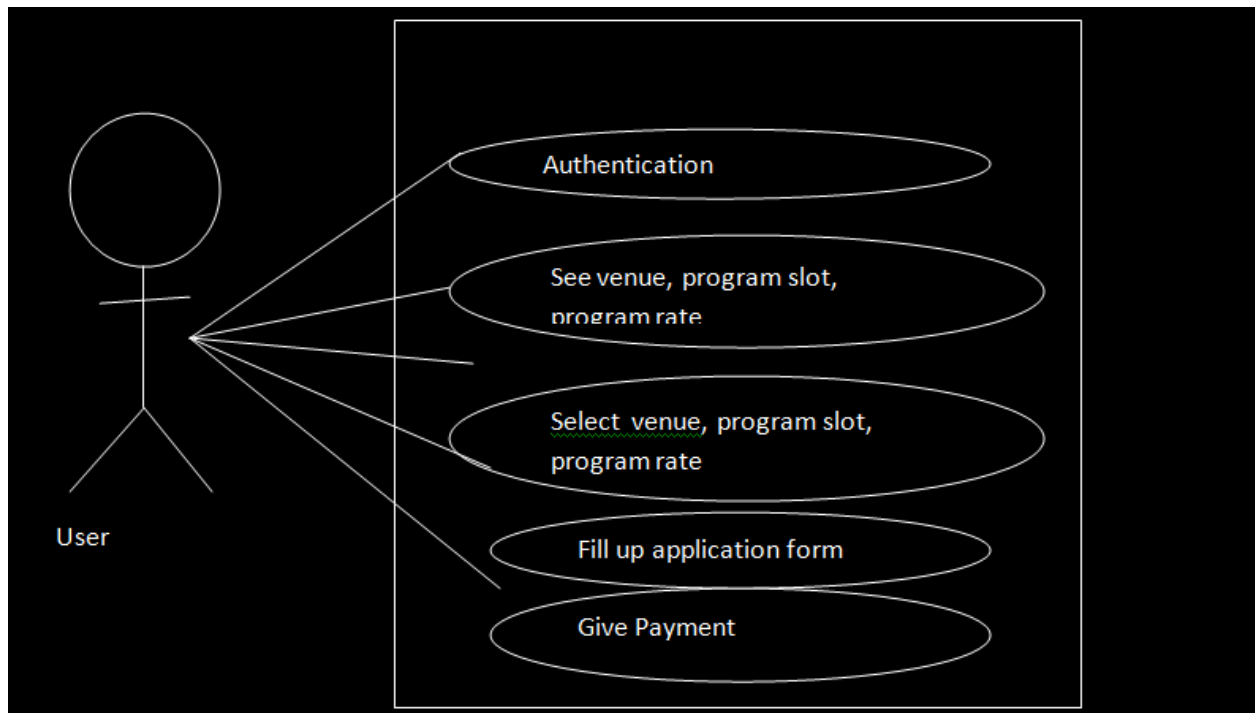 Authentication
See venue, program slot,
program rate
Select venue, program slot,
program rate
User
Fill up application form
Give Payment